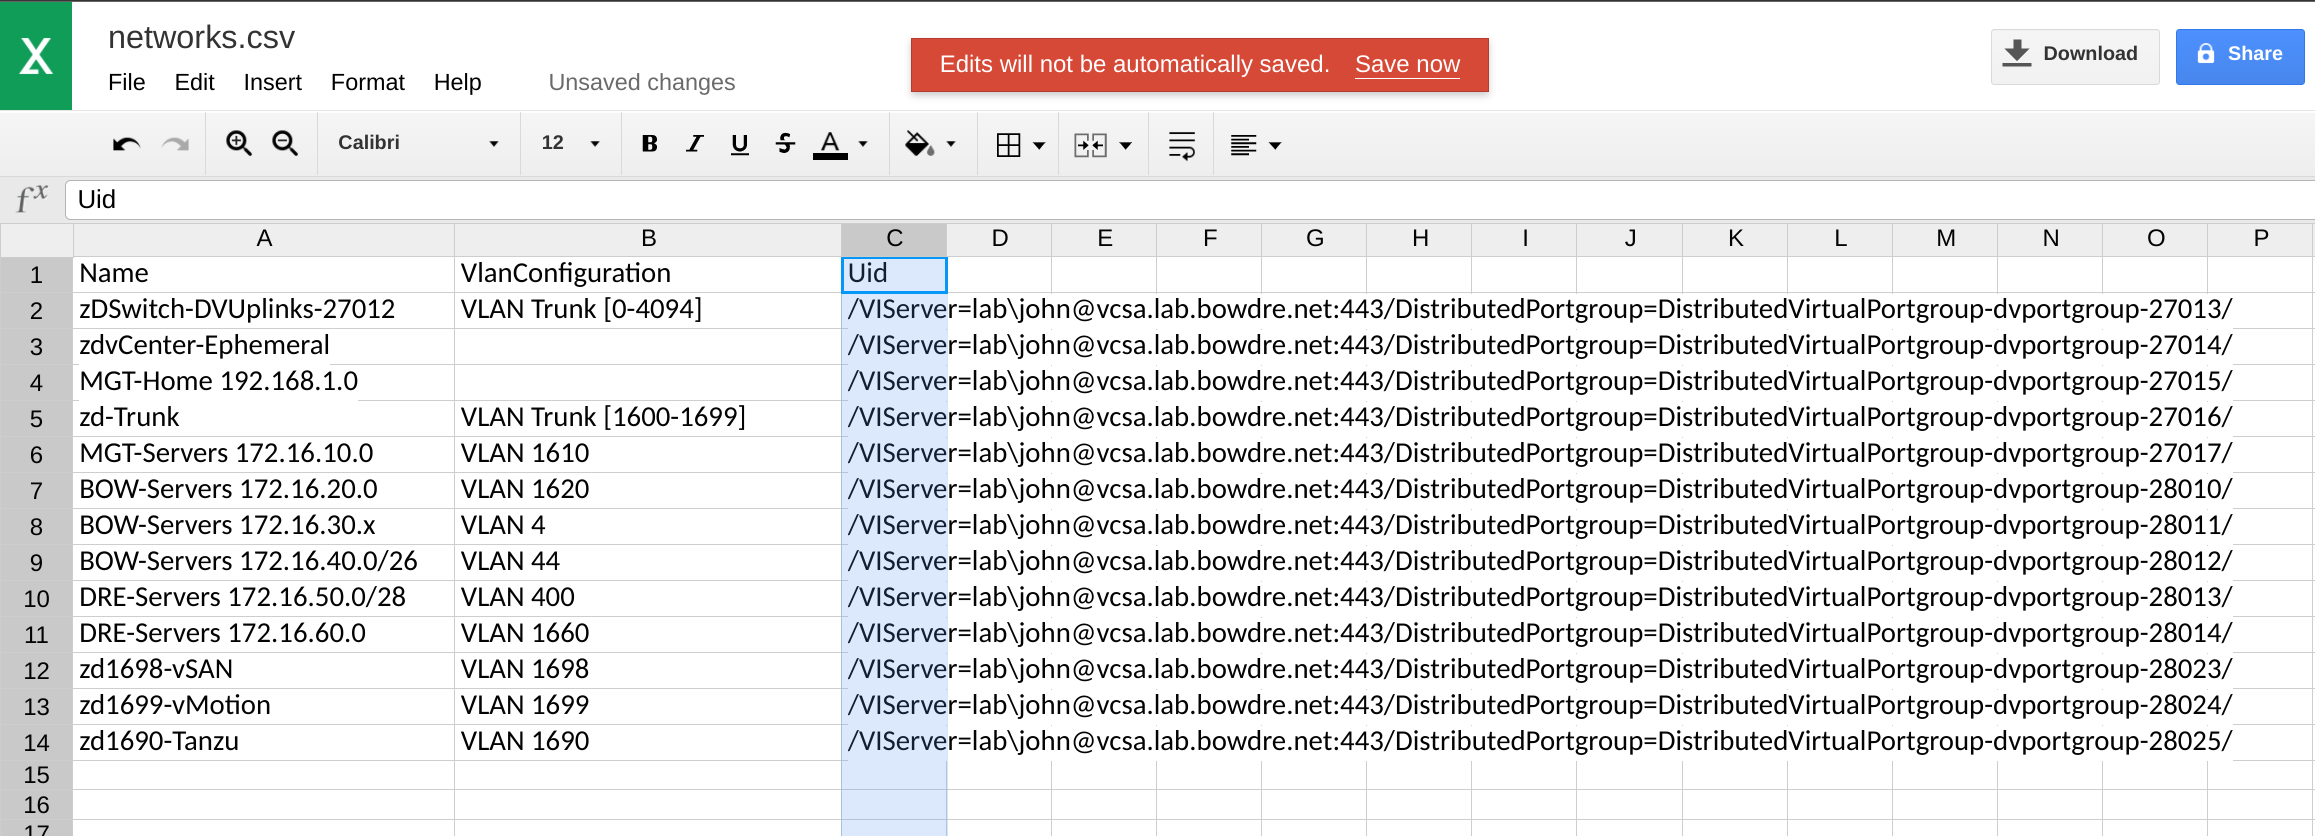 networks.csv
File Edit Insert Format Help Unsaved changes
Edits will not be automatically saved. Save now
Download
Share
Calibri 12 B I U S A
fx Uid
A B C D E F G H I J K L M N O P
1 Name VlanConfiguration Uid
2 zDSwitch-DVUplinks-27012 VLAN Trunk [0-4094] /VIServer=lab\john@vcsa.lab.bowdre.net:443/DistributedPortgroup=DistributedVirtualPortgroup-dvportgroup-27013/
3 zdvCenter-Ephemeral /VIServer=lab\john@vcsa.lab.bowdre.net:443/DistributedPortgroup=DistributedVirtualPortgroup-dvportgroup-27014/
4 MGT-Home 192.168.1.0 /VIServer=lab\john@vcsa.lab.bowdre.net:443/DistributedPortgroup=DistributedVirtualPortgroup-dvportgroup-27015/
5 zd-Trunk VLAN Trunk [1600-1699] /VIServer=lab\john@vcsa.lab.bowdre.net:443/DistributedPortgroup=DistributedVirtualPortgroup-dvportgroup-27016/
6 MGT-Servers 172.16.10.0 VLAN 1610 /VIServer=lab\john@vcsa.lab.bowdre.net:443/DistributedPortgroup=DistributedVirtualPortgroup-dvportgroup-27017/
7 BOW-Servers 172.16.20.0 VLAN 1620 /VIServer=lab\john@vcsa.lab.bowdre.net:443/DistributedPortgroup=DistributedVirtualPortgroup-dvportgroup-28010/
8 BOW-Servers 172.16.30.x VLAN 4 /VIServer=lab\john@vcsa.lab.bowdre.net:443/DistributedPortgroup=DistributedVirtualPortgroup-dvportgroup-28011/
9 BOW-Servers 172.16.40.0/26 VLAN 44 /VIServer=lab\john@vcsa.lab.bowdre.net:443/DistributedPortgroup=DistributedVirtualPortgroup-dvportgroup-28012/
10 DRE-Servers 172.16.50.0/28 VLAN 400 /VIServer=lab\john@vcsa.lab.bowdre.net:443/DistributedPortgroup=DistributedVirtualPortgroup-dvportgroup-28013/
11 DRE-Servers 172.16.60.0 VLAN 1660 /VIServer=lab\john@vcsa.lab.bowdre.net:443/DistributedPortgroup=DistributedVirtualPortgroup-dvportgroup-28014/
12 zd1698-vSAN VLAN 1698 /VIServer=lab\john@vcsa.lab.bowdre.net:443/DistributedPortgroup=DistributedVirtualPortgroup-dvportgroup-28023/
13 zd1699-vMotion VLAN 1699 /VIServer=lab\john@vcsa.lab.bowdre.net:443/DistributedPortgroup=DistributedVirtualPortgroup-dvportgroup-28024/
14 zd1690-Tanzu VLAN 1690 /VIServer=lab\john@vcsa.lab.bowdre.net:443/DistributedPortgroup=DistributedVirtualPortgroup-dvportgroup-28025/
15
16
17